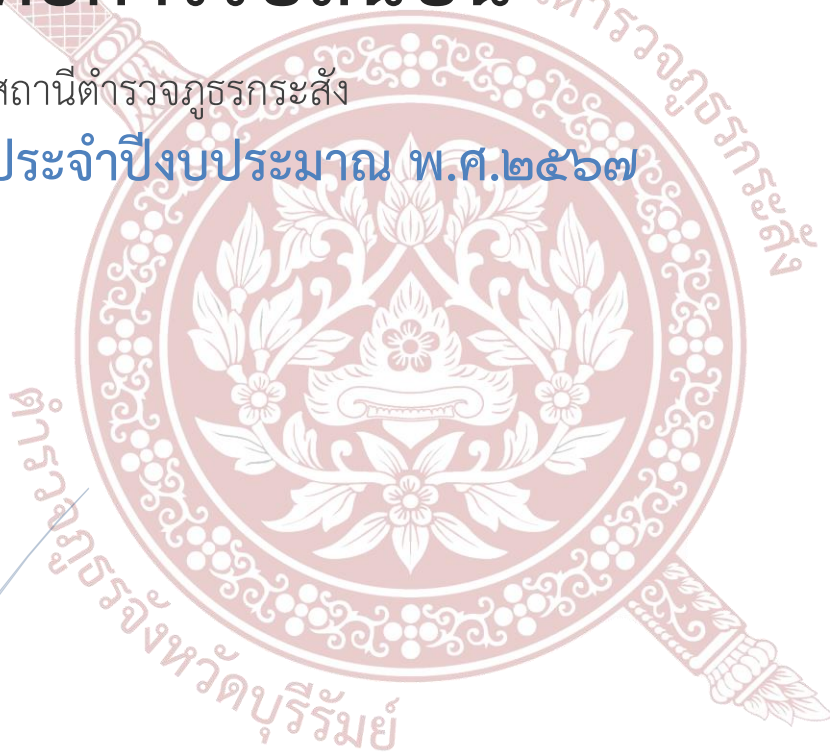 สถานีตำรวจภูธรกระสัง
ประจำปีงบประมาณ พ.ศ.๒๕๖๗
ตำรวจภูธรกระสัง
ตำรวจภูธรจังหวัดบุรีรัมย์